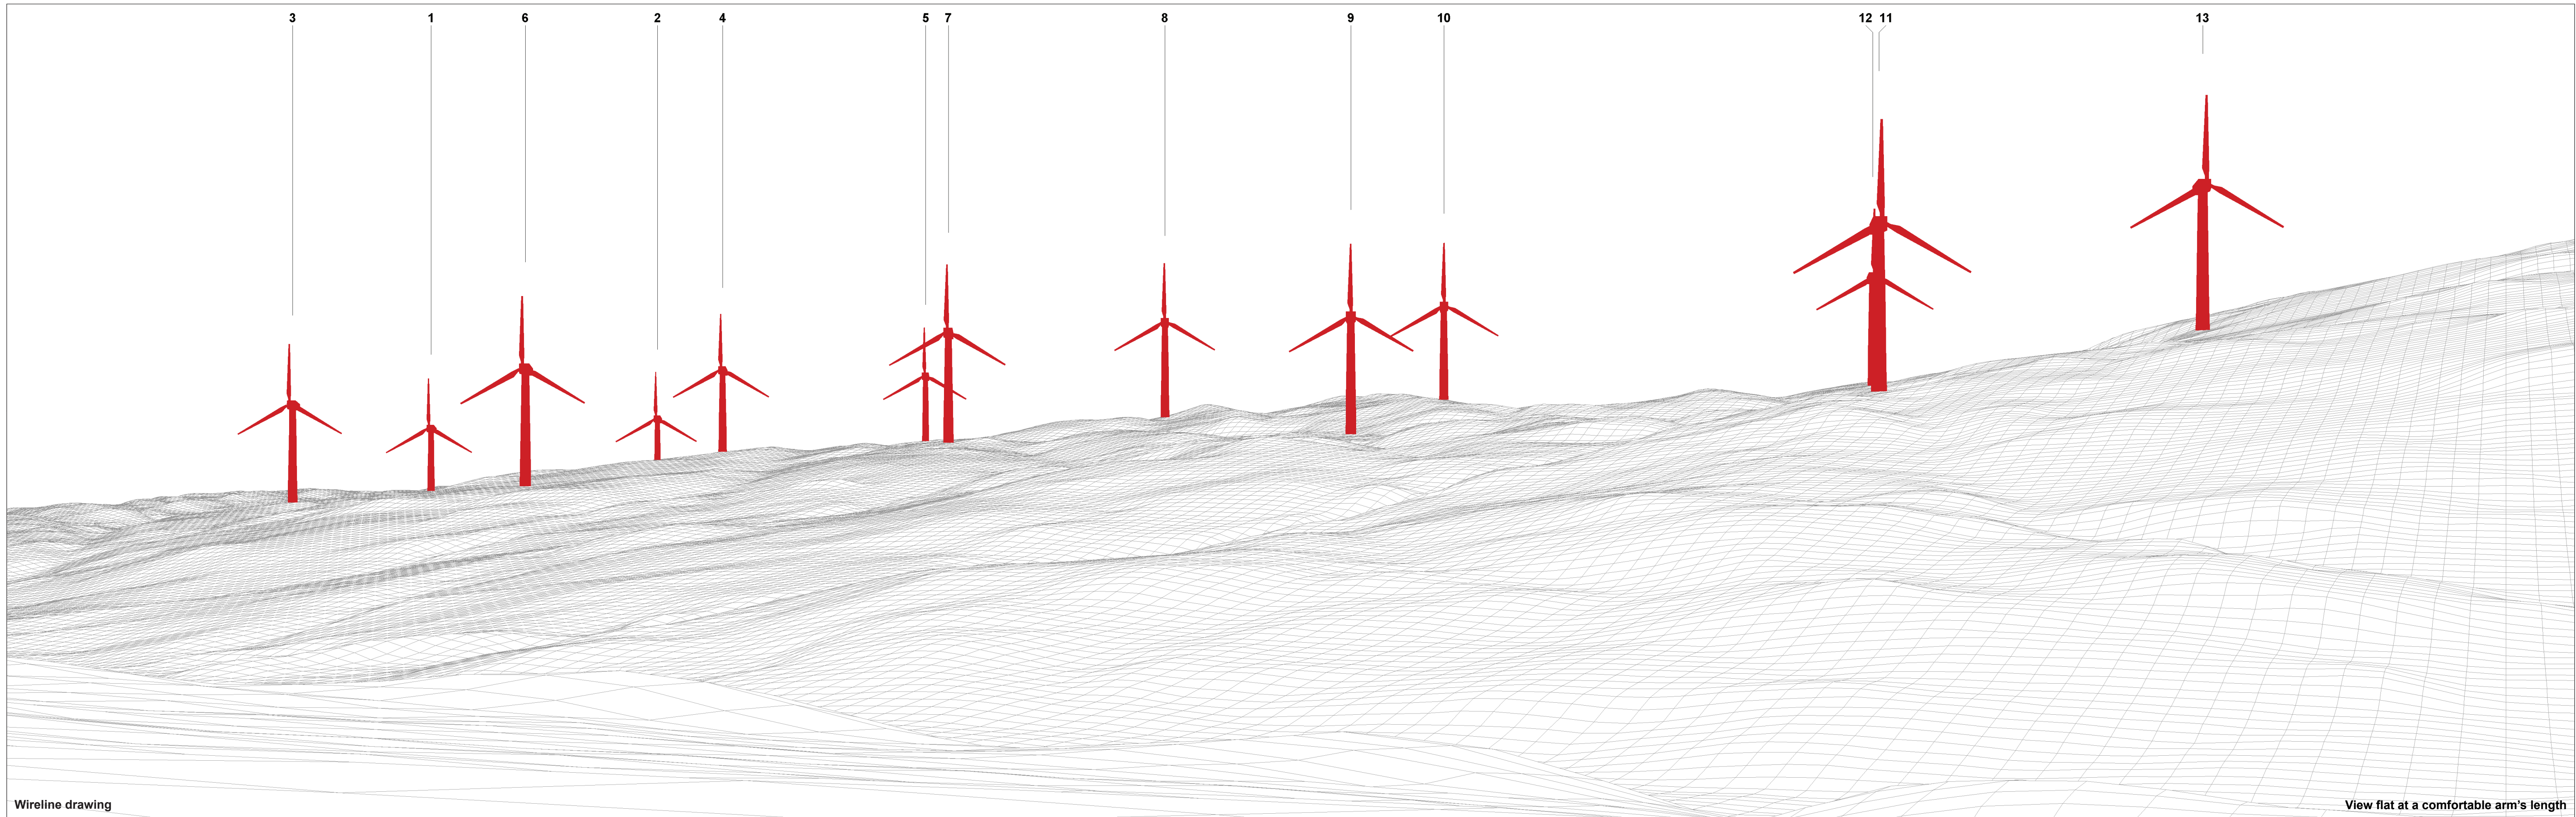 3 1 6 2 4 5 7 8 9 10 12 11 13
Wireline drawing
View flat at a comfortable arm's length